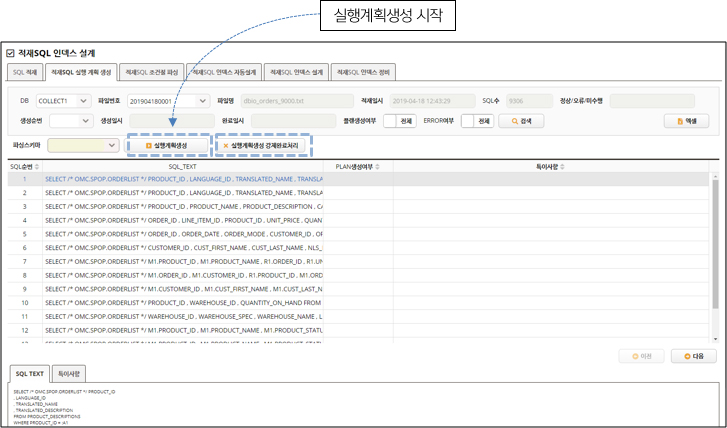 실행계획생성 시작
적재SQL 인덱스 설계
SQL 적재 적재SQL 실행 계획 생성 적재SQL 조건절 파싱 적재SQL 인덱스 자동설계 적재SQL 인덱스 설계 적재SQL 인덱스 정비
DB COLLECT1 파일번호 201904180001 파일명 dbio_orders_9000.txt 적재일시 2019-04-18 12:43:29 SQL수 9306 정상/오류/미수행
생성순번 생성일시 완료일시 플랜생성여부 전체 ERROR여부 전체 검색 엑셀
파싱스키마 실행계획생성 실행계획생성 강제완료처리
SQL순번 SQL_TEXT PLAN생성여부 특이사항
1 SELECT /* OMC.SPOP.ORDERLIST */ PRODUCT_ID , LANGUAGE_ID , TRANSLATED_NAME , TRANSL
2 SELECT /* OMC.SPOP.ORDERLIST */ PRODUCT_ID , LANGUAGE_ID , TRANSLATED_NAME , TRANSL
3 SELECT /* OMC.SPOP.ORDERLIST */ PRODUCT_ID , PRODUCT_NAME , PRODUCT_DESCRIPTION , CA
4 SELECT /* OMC.SPOP.ORDERLIST */ ORDER_ID , LINE_ITEM_ID , PRODUCT_ID , UNIT_PRICE , QUAN
5 SELECT /* OMC.SPOP.ORDERLIST */ ORDER_ID , ORDER_DATE , ORDER_MODE , CUSTOMER_ID , OR
6 SELECT /* OMC.SPOP.ORDERLIST */ CUSTOMER_ID , CUST_FIRST_NAME , CUST_LAST_NAME , NLS_
7 SELECT /* OMC.SPOP.ORDERLIST */ M1.PRODUCT_ID , M1.PRODUCT_NAME , R1.ORDER_ID , R1.UN
8 SELECT /* OMC.SPOP.ORDERLIST */ M1.ORDER_ID , M1.CUSTOMER_ID , R1.PRODUCT_ID , M1.ORD
9 SELECT /* OMC.SPOP.ORDERLIST */ M1.CUSTOMER_ID , M1.CUST_FIRST_NAME , M1.CUST_LAST_N
10 SELECT /* OMC.SPOP.ORDERLIST */ PRODUCT_ID , WAREHOUSE_ID , QUANTITY_ON_HAND FROM
11 SELECT /* OMC.SPOP.ORDERLIST */ WAREHOUSE_ID , WAREHOUSE_SPEC , WAREHOUSE_NAME , L
12 SELECT /* OMC.SPOP.ORDERLIST */ M1.PRODUCT_ID , M1.PRODUCT_NAME , M1.PRODUCT_STATU
이전 다음
SQL TEXT 특이사항
SELECT /* OMC.SPOP.ORDERLIST */ PRODUCT_ID
, LANGUAGE_ID
, TRANSLATED_NAME
, TRANSLATED_DESCRIPTION
FROM PRODUCT_DESCRIPTIONS
WHERE PRODUCT_ID = :A1